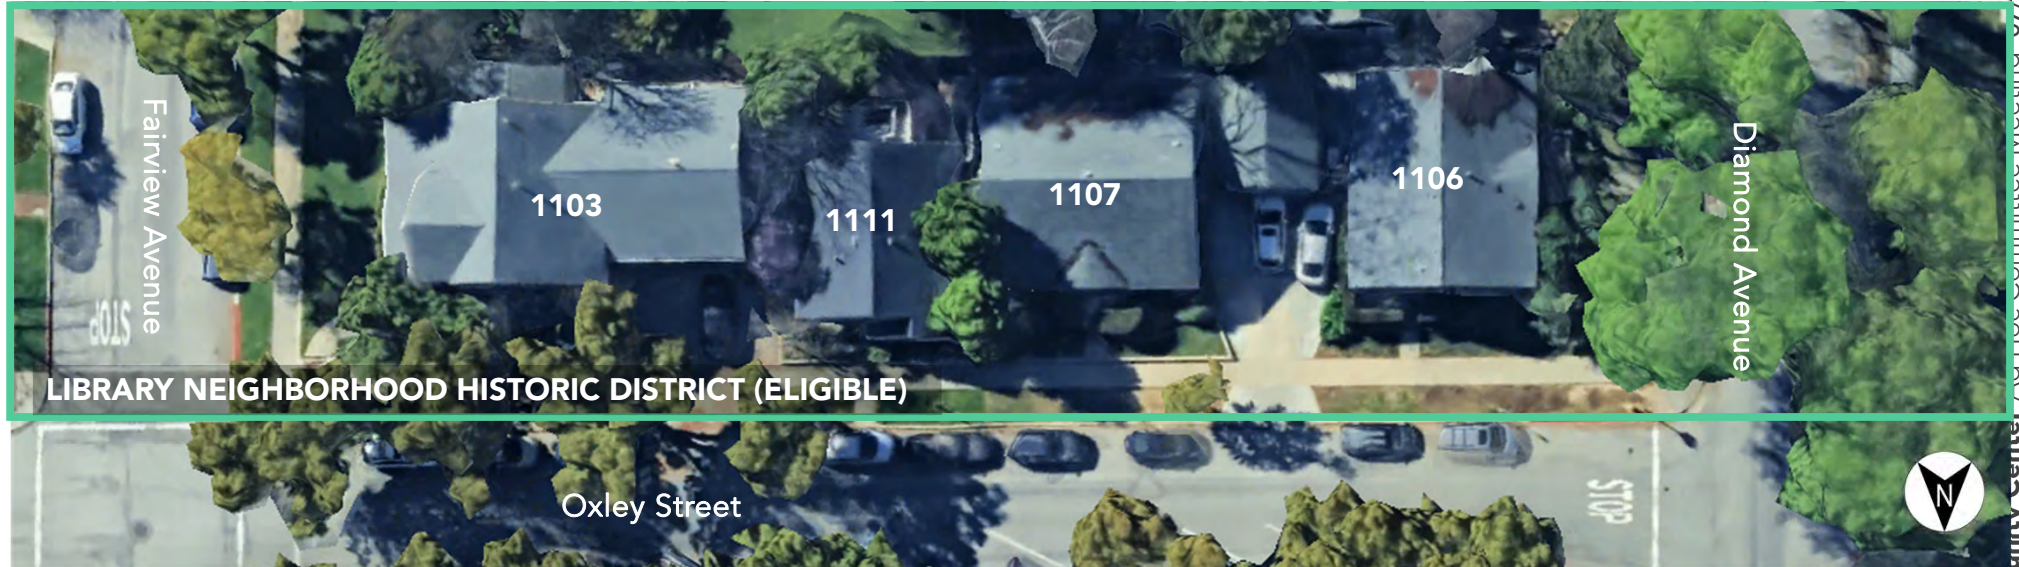 Fairview Avenue
1103
1111
1107
1106
Diamond Avenue
STOP
LIBRARY NEIGHBORHOOD HISTORIC DISTRICT (ELIGIBLE)
Oxley Street
STOP
N